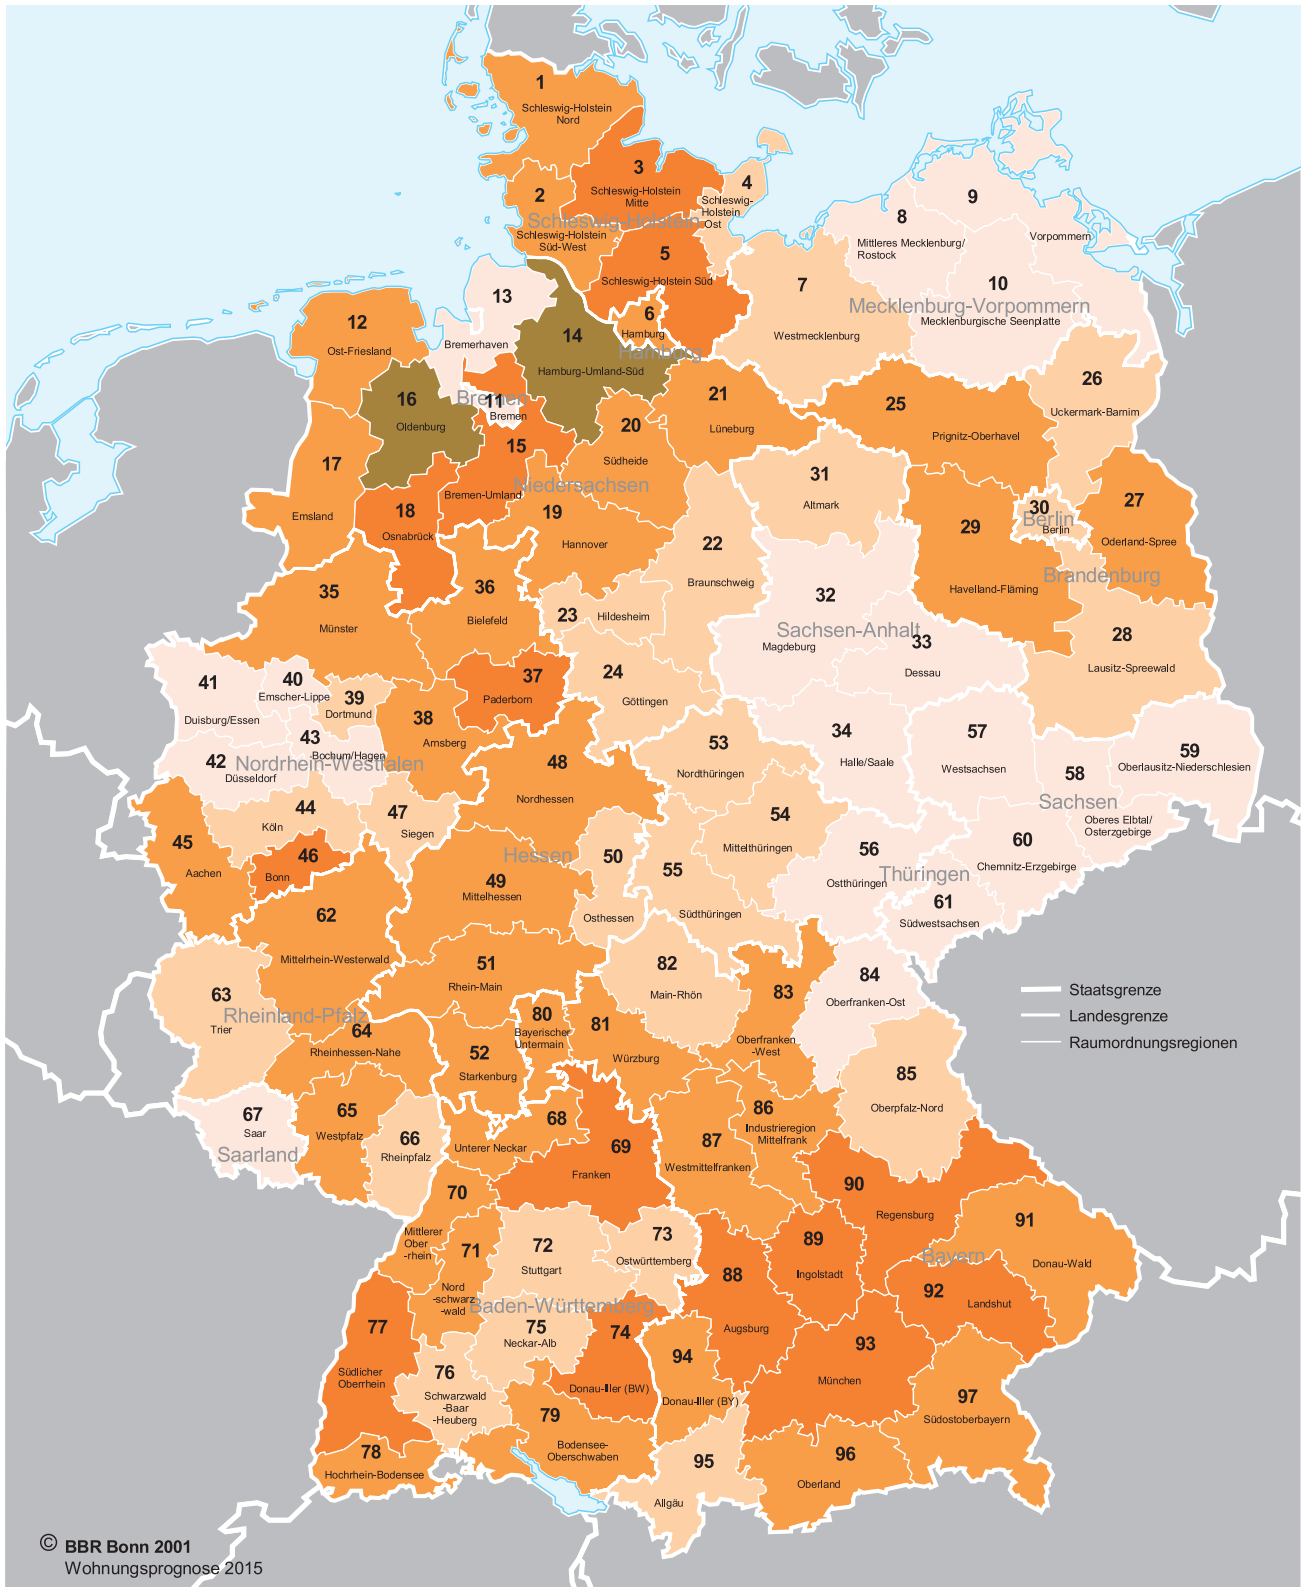 1
Schleswig-Holstein
Nord
2
Schleswig-Holstein
Süd-West
3
Schleswig-Holstein
Mitte
4
Schleswig-
Holstein
Ost
Schleswig-Holstein
5
Schleswig-Holstein Süd
6
Hamburg
Hamburg
7
Westmecklenburg
8
Mittleres Mecklenburg/
Rostock
9
Vorpommern
10
Mecklenburg-Vorpommern
Mecklenburgische Seenplatte
11
Bremen
Bremen
12
Ost-Friesland
13
Bremerhaven
14
Hamburg-Umland-Süd
15
Bremen-Umland
16
Oldenburg
17
Emsland
18
Osnabrück
Niedersachsen
19
Hannover
20
Südheide
21
Lüneburg
22
Braunschweig
23
Hildesheim
24
Göttingen
25
Prignitz-Oberhavel
26
Uckermark-Barnim
27
Oderland-Spree
28
Lausitz-Spreewald
29
Havelland-Fläming
30
Berlin
Berlin
Brandenburg
31
Altmark
32
Sachsen-Anhalt
Magdeburg
33
Dessau
34
Halle/Saale
35
Münster
36
Bielefeld
37
Paderborn
38
Arnsberg
39
Dortmund
40
Emscher-Lippe
41
Duisburg/Essen
42
Düsseldorf
43
Bochum/Hagen
Nordrhein-Westfalen
44
Köln
45
Aachen
46
Bonn
47
Siegen
48
Nordhessen
Hessen
49
Mittelhessen
50
Osthessen
51
Rhein-Main
52
Starkenburg
53
Nordthüringen
54
Mittelthüringen
55
Südthüringen
56
Ostthüringen
Thüringen
57
Westsachsen
58
Sachsen
Oberes Elbtal/
Osterzgebirge
59
Oberlausitz-Niederschlesien
60
Chemnitz-Erzgebirge
61
Südwestsachsen
62
Mittelrhein-Westerwald
63
Trier
Rheinland-Pfalz
64
Rheinhessen-Nahe
65
Westpfalz
66
Rheinpfalz
67
Saar
Saarland
68
Unterer Neckar
69
Franken
70
Mittlerer
Ober
-rhein
71
Nord
-schwarz
-wald
72
Stuttgart
73
Ostwürttemberg
Baden-Württemberg
74
Donau-Iller (BW)
75
Neckar-Alb
76
Schwarzwald
-Baar
-Heuberg
77
Südlicher
Oberrhein
78
Hochrhein-Bodensee
79
Bodensee-
Oberschwaben
80
Bayerischer
Untermain
81
Würzburg
82
Main-Rhön
83
Oberfranken
-West
84
Oberfranken-Ost
85
Oberpfalz-Nord
86
Industrieregion
Mittelfrank
87
Westmittelfranken
88
Augsburg
89
Ingolstadt
90
Regensburg
Bayern
91
Donau-Wald
92
Landshut
93
München
94
Donau-Iller (BY)
95
Allgäu
96
Oberland
97
Südostoberbayern
Staatsgrenze
Landesgrenze
Raumordnungsregionen
© BBR Bonn 2001
Wohnungsprognose 2015